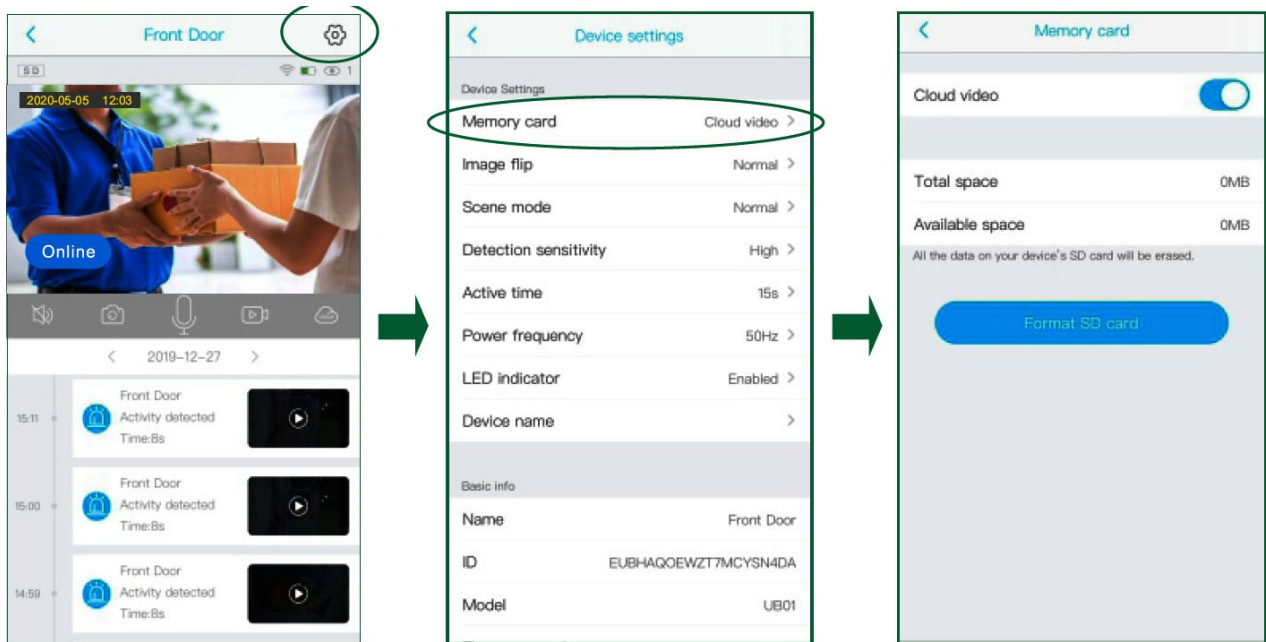 Front Door
SD
1
2020-05-05 12:03
Online
2019-12-27
15:11
Front Door
Activity detected
Time:8s
15:00
Front Door
Activity detected
Time:8s
14:59
Front Door
Activity detected
Time:8s
Device settings
Device Settings
Memory card Cloud video
Image flip Normal
Scene mode Normal
Detection sensitivity High
Active time 15s
Power frequency 50Hz
LED indicator Enabled
Device name
Basic info
Name Front Door
ID EUBHAQOEWZT7MCYSN4DA
Model UB01
Memory card
Cloud video
Total space 0MB
Available space 0MB
All the data on your device's SD card will be erased.
Format SD card